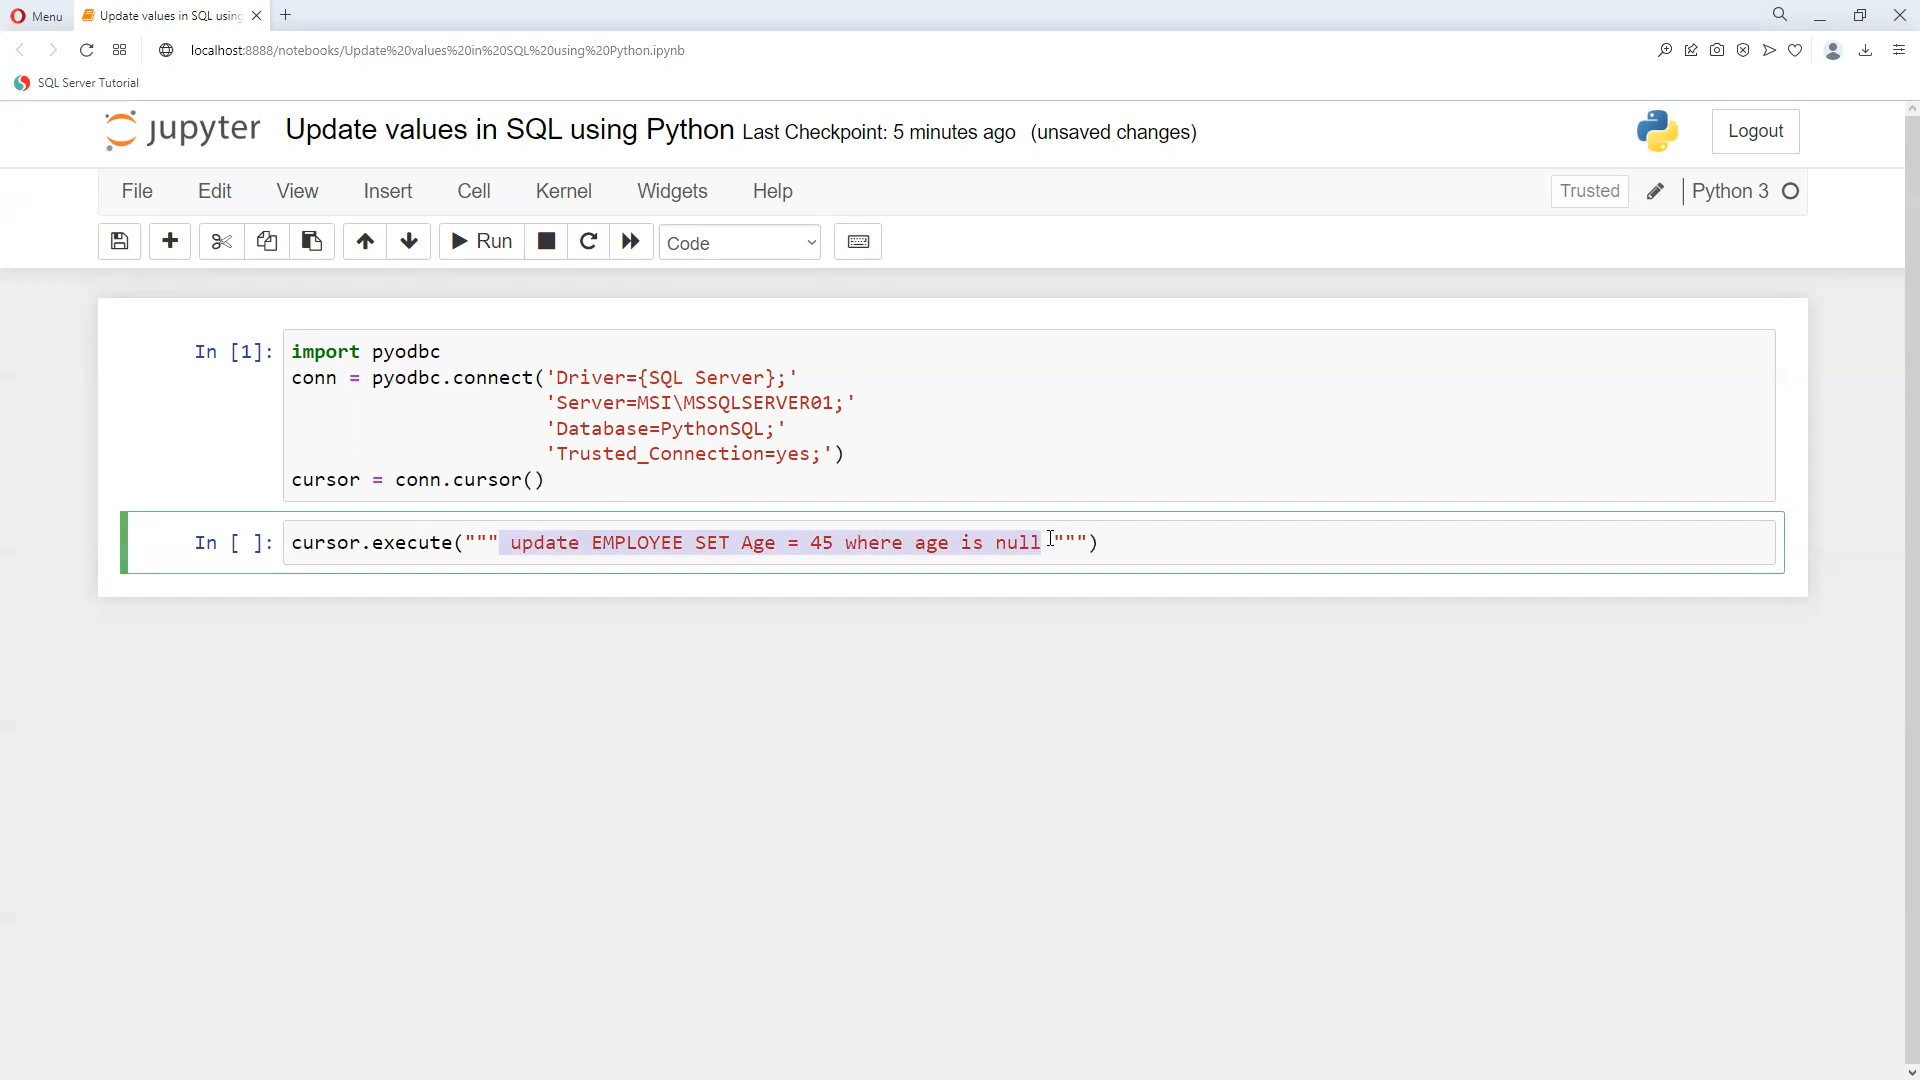 Menu
Update values in SQL using
localhost:8888/notebooks/Update%20values%20in%20SQL%20using%20Python.ipynb
SQL Server Tutorial
jupyter Update values in SQL using Python Last Checkpoint: 5 minutes ago (unsaved changes)
Logout
File Edit View Insert Cell Kernel Widgets Help
Trusted
Python 3
Run
Code
In [1]: import pyodbc
conn = pyodbc.connect('Driver={SQL Server};'
'Server=MSI\MSSQLSERVER01;'
'Database=PythonSQL;'
'Trusted_Connection=yes;')
cursor = conn.cursor()
In [ ]: cursor.execute(""" update EMPLOYEE SET Age = 45 where age is null """)